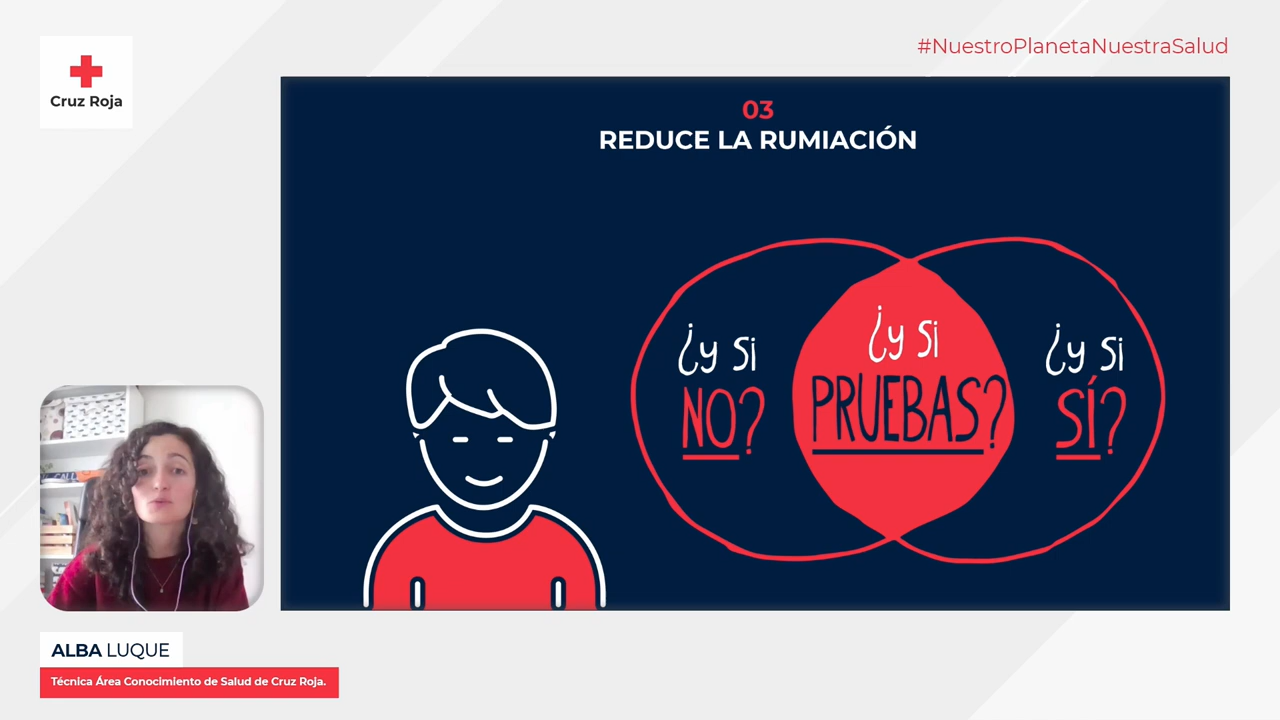 Cruz Roja
#NuestroPlanetaNuestraSalud
03
REDUCE LA RUMIACIÓN
¿y si
NO?
¿y si
PRUEBAS?
¿y si
SÍ?
ALBA LUQUE
Técnica Área Conocimiento de Salud de Cruz Roja.